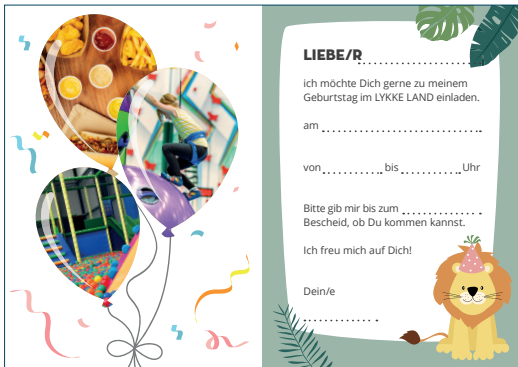 LIEBE/R
ich möchte Dich gerne zu meinem
Geburtstag im LYKKE LAND einladen.
am
von bis Uhr
Bitte gib mir bis zum
Bescheid, ob Du kommen kannst.
Ich freu mich auf Dich!
Dein/e